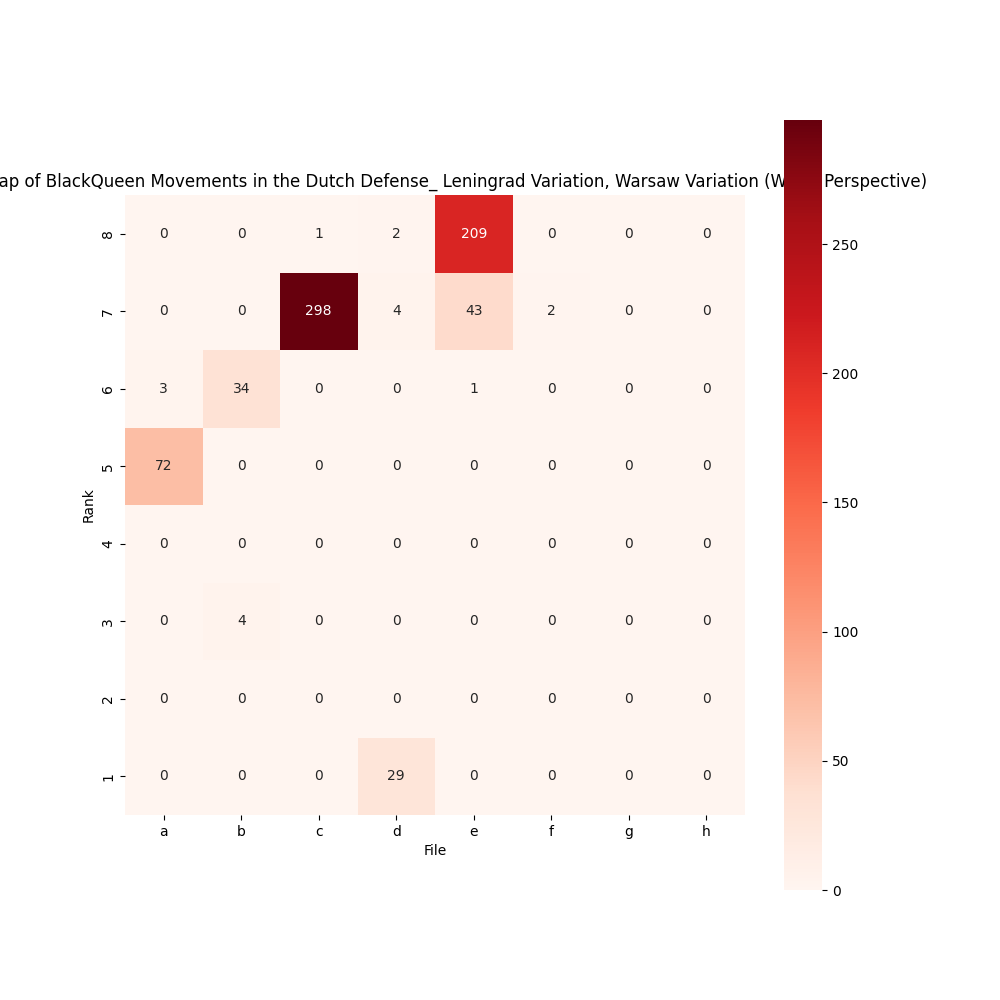 ap of BlackQueen Movements in the Dutch Defense_ Leningrad Variation, Warsaw Variation (W Perspective)
8 0 0 1 2 209 0 0 0
7 0 0 298 4 43 2 0 0
6 3 34 0 0 1 0 0 0
5 72 0 0 0 0 0 0 0
4 0 0 0 0 0 0 0 0
3 0 4 0 0 0 0 0 0
2 0 0 0 0 0 0 0 0
1 0 0 0 29 0 0 0 0
a b c d e f g h
File
Rank
250
200
150
100
50
0